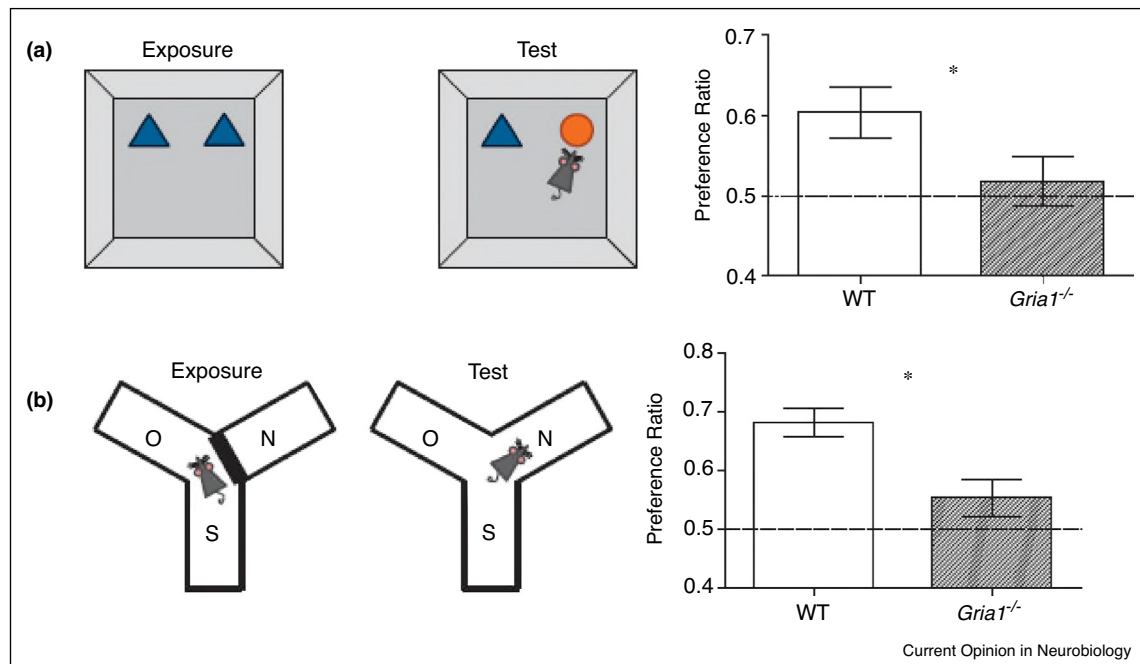 (a)
Exposure
Test
0.7
0.6
0.5
0.4
Preference Ratio
*
WT
Gria1-/-
(b)
Exposure
Test
O
N
S
O
N
S
0.8
0.7
0.6
0.5
0.4
Preference Ratio
*
WT
Gria1-/-
Current Opinion in Neurobiology